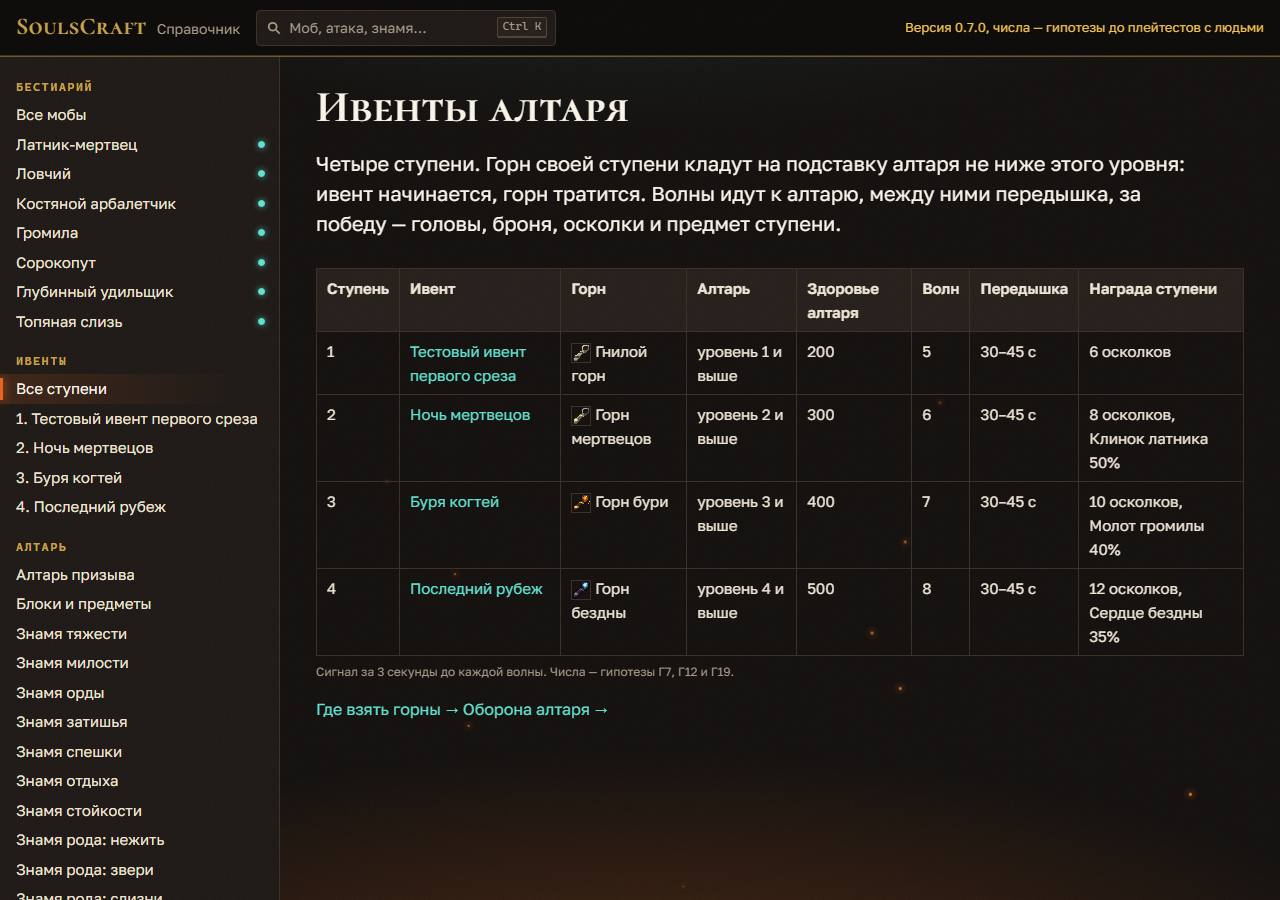 SoulsCraft Справочник
Моб, атака, знамя...
Ctrl K
Версия 0.7.0, числа — гипотезы до плейтестов с людьми
БЕСТИАРИЙ
Все мобы
Латник-мертвец
Ловчий
Костяной арбалетчик
Громила
Сорокопут
Глубинный удильщик
Топяная слизь
ИВЕНТЫ
Все ступени
1. Тестовый ивент первого среза
2. Ночь мертвецов
3. Буря когтей
4. Последний рубеж
АЛТАРЬ
Алтарь призыва
Блоки и предметы
Знамя тяжести
Знамя милости
Знамя орды
Знамя затишья
Знамя спешки
Знамя отдыха
Знамя стойкости
Знамя рода: нежить
Знамя рода: звери
Знамя рода: слизни
Ивенты алтаря
Четыре ступени. Горн своей ступени кладут на подставку алтаря не ниже этого уровня:
ивент начинается, горн тратится. Волны идут к алтарю, между ними передышка, за
победу — головы, броня, осколки и предмет ступени.
Ступень Ивент Горн Алтарь Здоровье Волн Передышка Награда ступени
алтаря
1 Тестовый ивент Гнилой уровень 1 и 200 5 30–45 с 6 осколков
первого среза горн выше
2 Ночь мертвецов Горн уровень 2 и 300 6 30–45 с 8 осколков,
мертвецов выше Клинок латника
50%
3 Буря когтей Горн бури уровень 3 и 400 7 30–45 с 10 осколков,
выше Молот громилы
40%
4 Последний рубеж Горн уровень 4 и 500 8 30–45 с 12 осколков,
бездны выше Сердце бездны
35%
Сигнал за 3 секунды до каждой волны. Числа — гипотезы Г7, Г12 и Г19.
Где взять горны → Оборона алтаря →